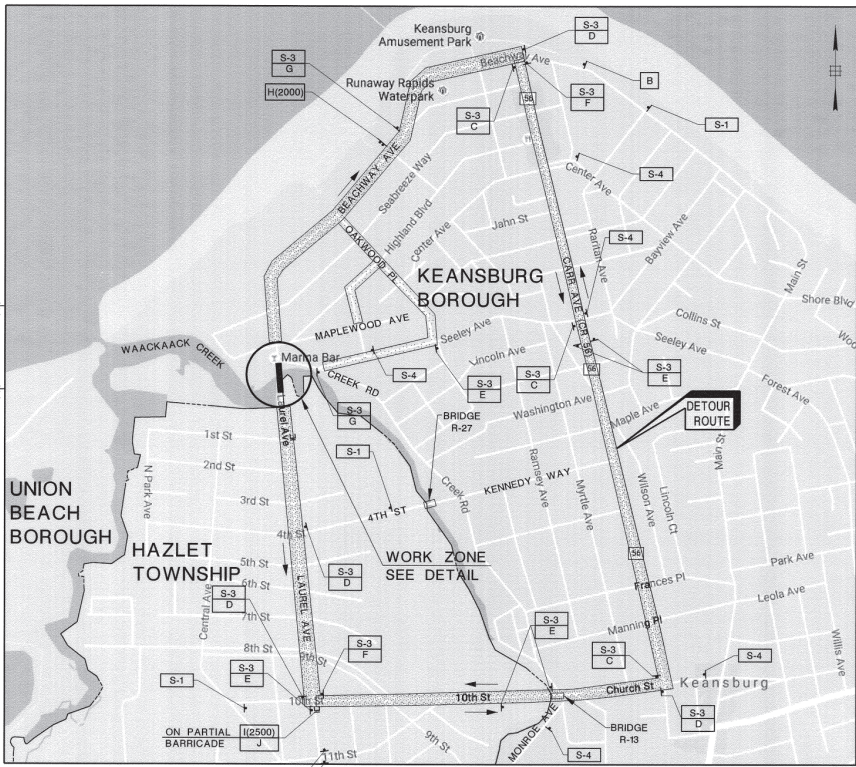 Keansburg
Amusement Park
S-3
D
S-3
G
Beachway Ave
B
Runaway Rapids
Waterpark
H(2000)
56
S-3
F
S-3
C
S-1
BEACHWAY AVE
Seabreeze Way
Center Ave
S-4
Highland Blvd
Center Ave
Jahn St
OAKWOOD PL
Raritan Ave
Bayview Ave
S-4
Main St
KEANSBURG
BOROUGH
CARR AVE (CR 56)
Shore Blvd
Collins St
MAPLEWOOD AVE
Seeley Ave
Seeley Ave
WAACKAACK CREEK
Lincoln Ave
Marina Bar
S-4
S-3
E
S-3
C
S-3
E
56
CREEK RD
Forest Ave
Laurel Ave
S-3
G
BRIDGE
R-27
Washington Ave
Maple Ave
DETOUR
ROUTE
1st St
S-1
Main St
2nd St
N Park Ave
UNION
BEACH
BOROUGH
3rd St
4TH ST
Creek Rd
KENNEDY WAY
Ramsey Ave
Myrtle Ave
Wilson Ave
Lincoln Ct
4th St
HAZLET
TOWNSHIP
WORK ZONE
SEE DETAIL
56
5th St
S-3
D
Park Ave
6th St
Frances Pl
Leola Ave
S-3
D
LAUREL AVE
Central Ave
7th St
Manning Pl
S-3
E
8th St
9th St
S-3
F
S-3
C
Willis Ave
S-4
S-1
S-3
E
10th St
10th St
Church St
Keansburg
S-3
D
ON PARTIAL
BARRICADE
I(2500)
J
BRIDGE
R-13
MONROE AVE
9th St
11th St
S-4